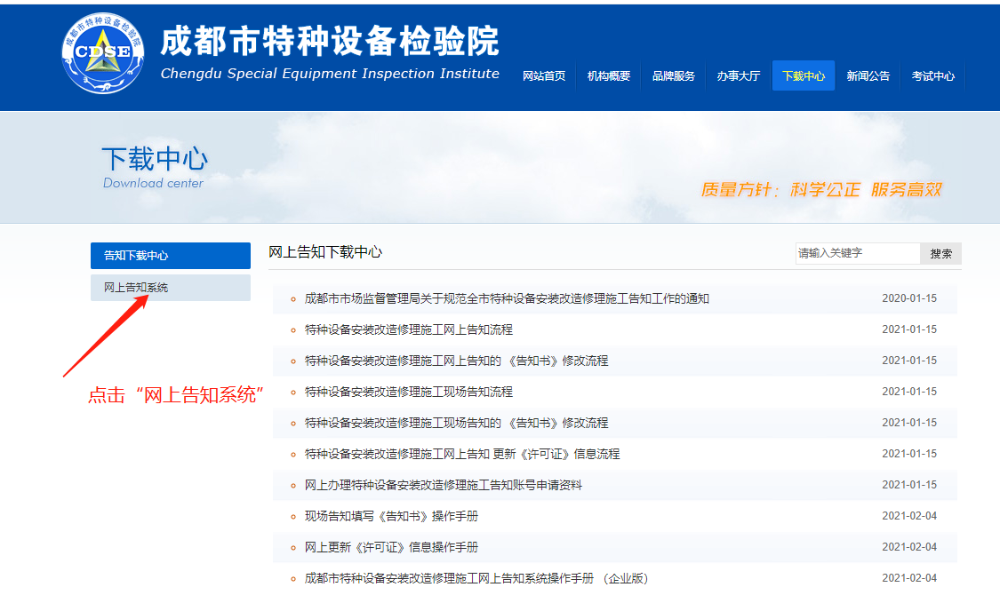 成都市特种设备检验院
CDSE
成都市特种设备检验院
Chengdu Special Equipment Inspection Institute
网站首页 机构概要 品牌服务 办事大厅 下载中心 新闻公告 考试中心
下载中心
Download center
质量方针：科学公正 服务高效
告知下载中心
网上告知系统
点击“网上告知系统”
网上告知下载中心
请输入关键字 搜索
成都市市场监督管理局关于规范全市特种设备安装改造修理施工告知工作的通知 2020-01-15
特种设备安装改造修理施工网上告知流程 2021-01-15
特种设备安装改造修理施工网上告知的 《告知书》修改流程 2021-01-15
特种设备安装改造修理施工现场告知流程 2021-01-15
特种设备安装改造修理施工现场告知的 《告知书》修改流程 2021-01-15
特种设备安装改造修理施工网上告知 更新《许可证》信息流程 2021-01-15
网上办理特种设备安装改造修理施工告知账号申请资料 2021-01-15
现场告知填写《告知书》操作手册 2021-02-04
网上更新《许可证》信息操作手册 2021-02-04
成都市特种设备安装改造修理施工网上告知系统操作手册 （企业版） 2021-02-04